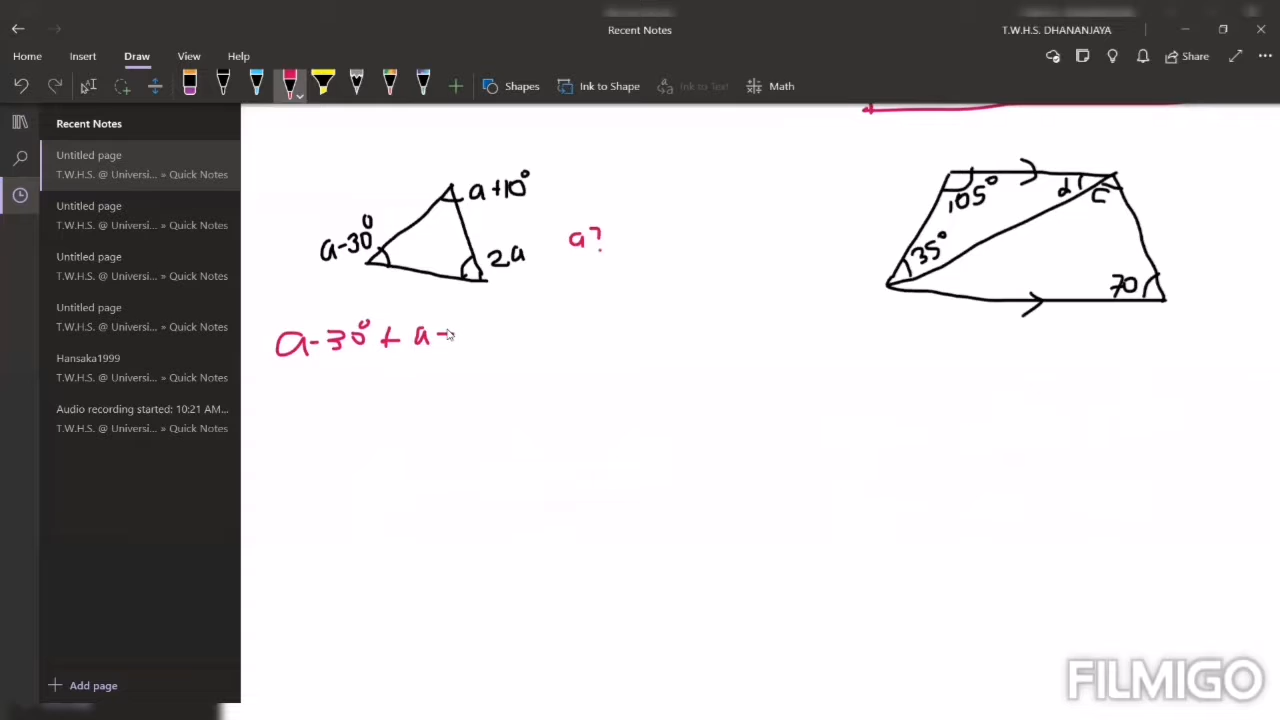 Recent Notes
T.W.H.S. DHANANJAYA
Home Insert Draw View Help
Share
Shapes
Ink to Shape
Ink to Text
Math
Recent Notes
Untitled page
T.W.H.S. @ Universi... » Quick Notes
Untitled page
T.W.H.S. @ Universi... » Quick Notes
Untitled page
T.W.H.S. @ Universi... » Quick Notes
Untitled page
T.W.H.S. @ Universi... » Quick Notes
Hansaka1999
T.W.H.S. @ Universi... » Quick Notes
Audio recording started: 10:21 AM...
T.W.H.S. @ Universi... » Quick Notes
Add page
a+10°
a-30°
2a
a?
a-30° + a -
105°
d
c
35°
70
FILMIGO